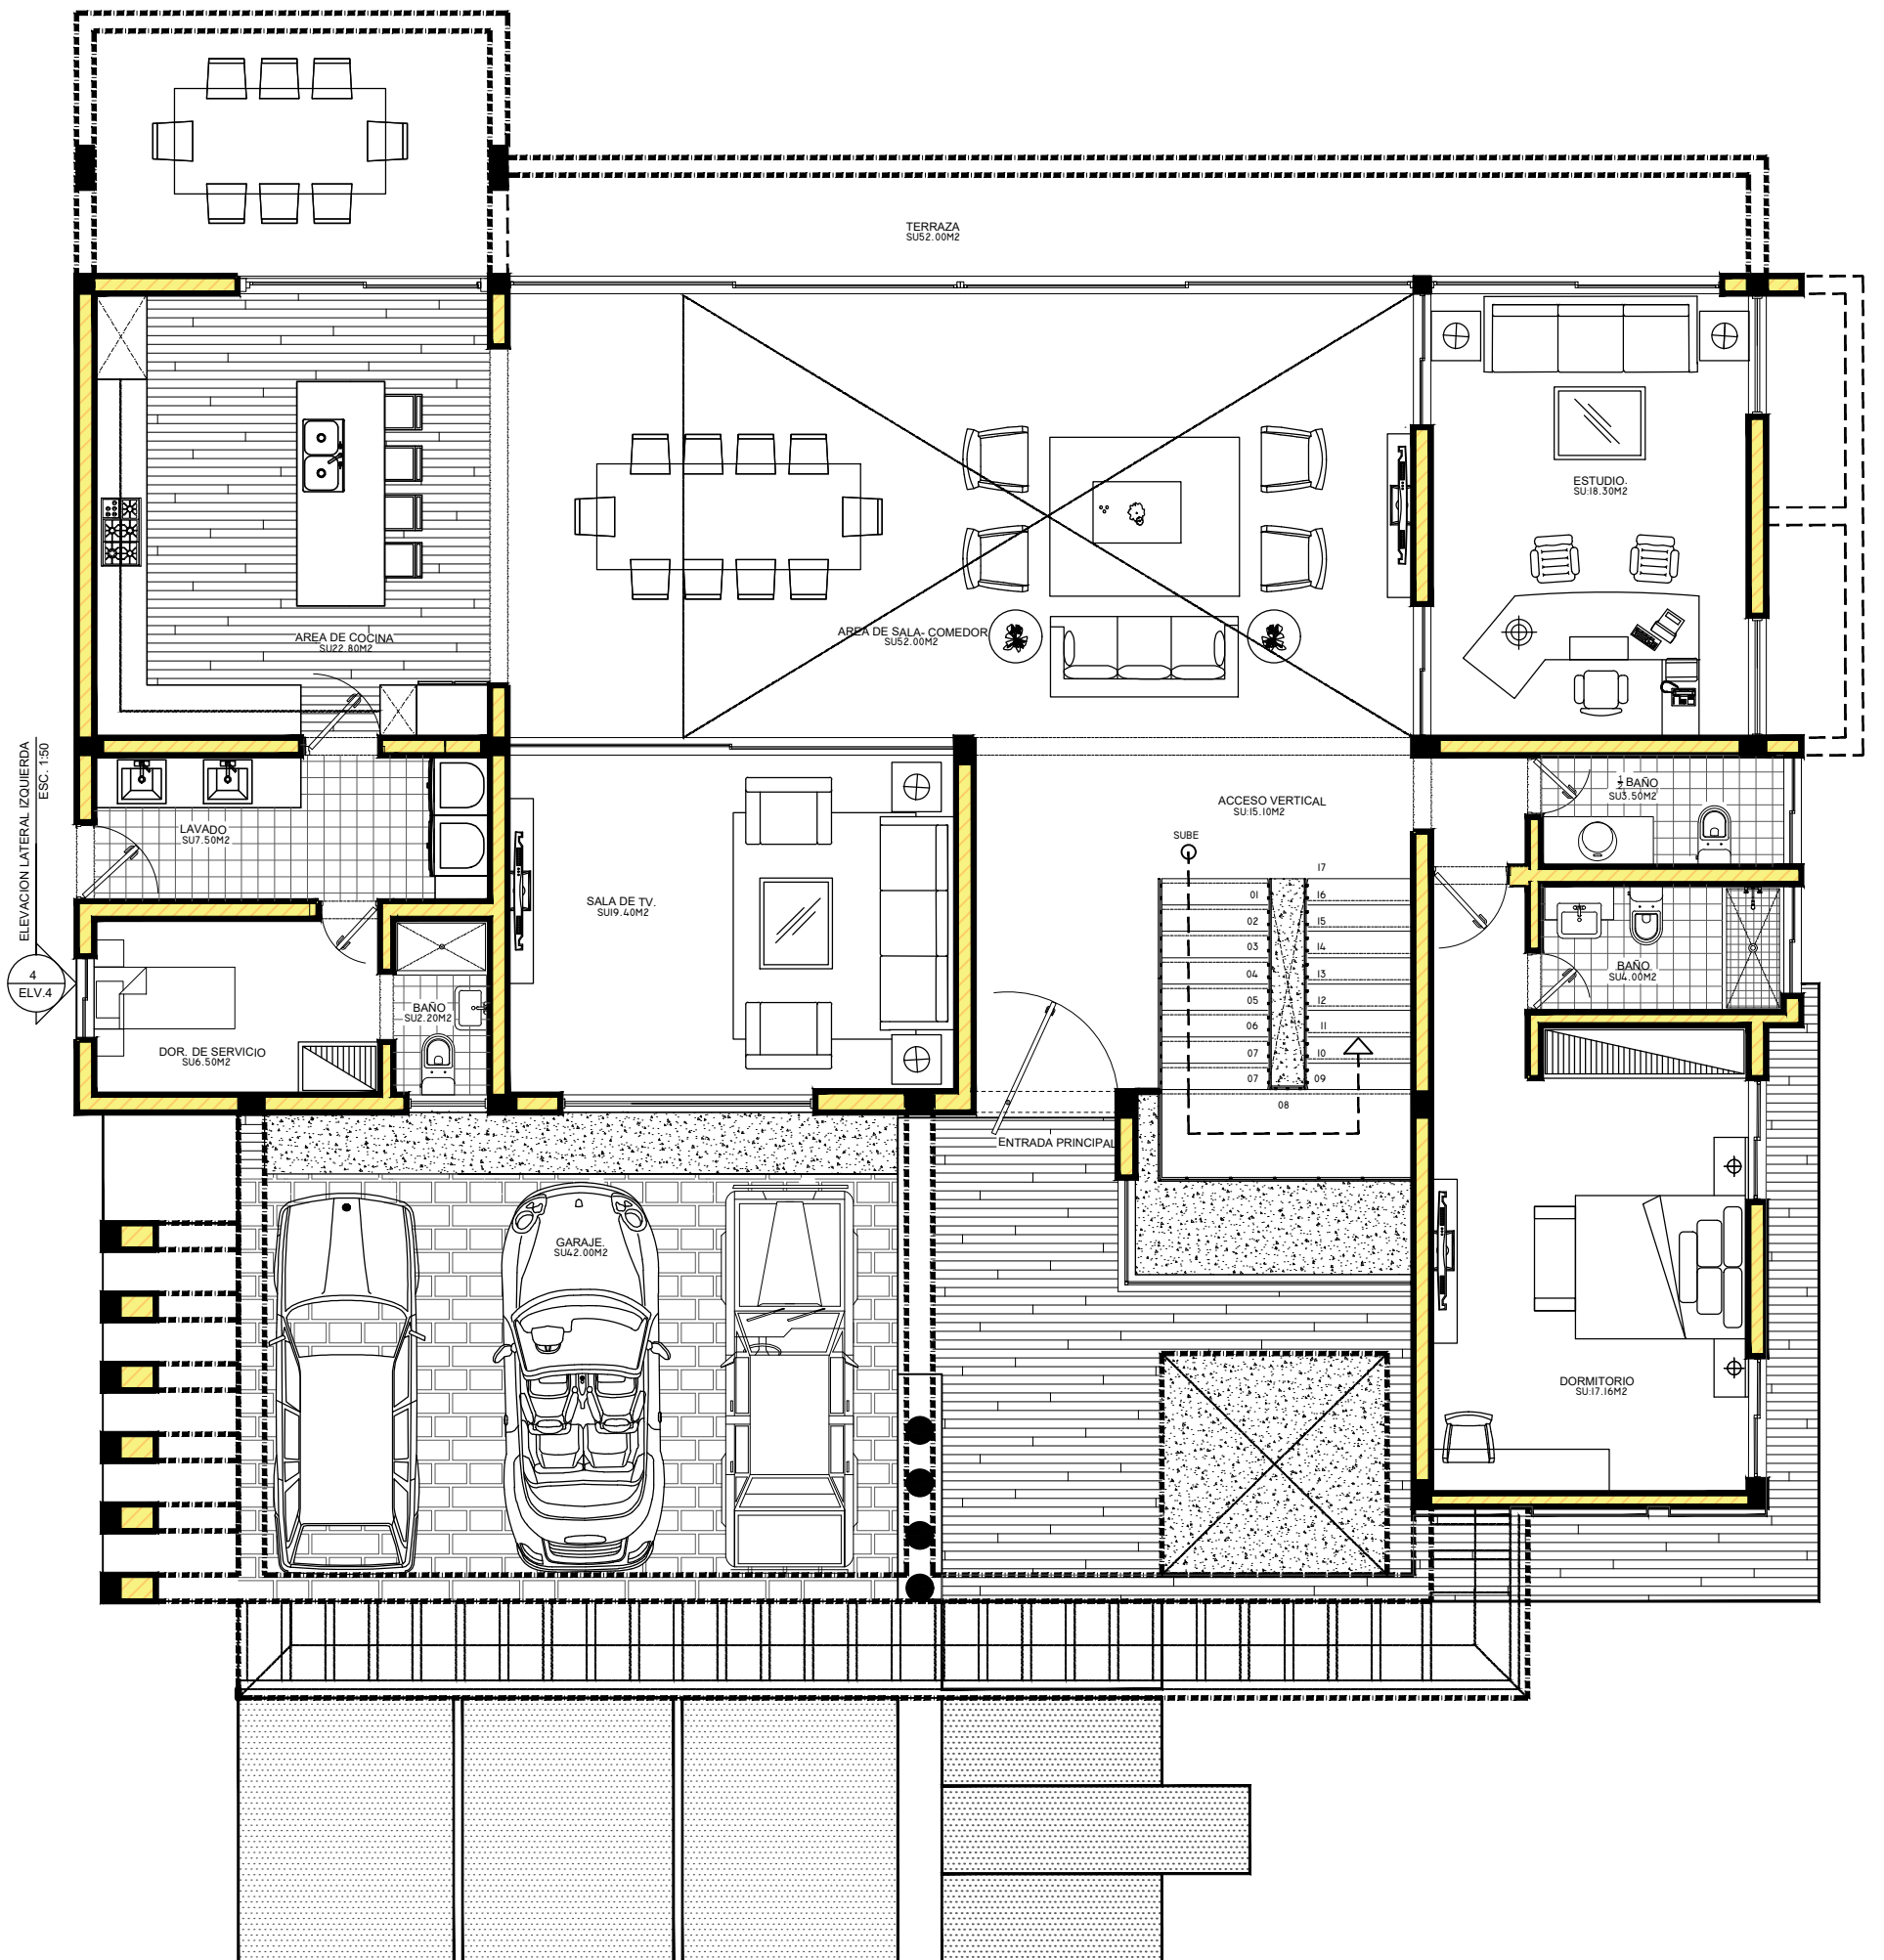 TERRAZA
SU52.00M2
ESTUDIO.
SU:18.30M2
AREA DE COCINA
SU22.80M2
AREA DE SALA- COMEDOR
SU52.00M2
ELEVACION LATERAL IZQUIERDA
ESC. 1:50
4
ELV.4
LAVADO
SU7.50M2
ACCESO VERTICAL
SU:15.10M2
½ BAÑO
SU3.50M2
SUBE
SALA DE TV.
SU19.40M2
17
01
16
02
15
03
14
04
13
05
12
06
11
07
10
07
09
08
BAÑO
SU4.00M2
BAÑO
SU2.20M2
DOR. DE SERVICIO
SU6.50M2
ENTRADA PRINCIPAL
GARAJE.
SU42.00M2
DORMITORIO
SU:17.16M2